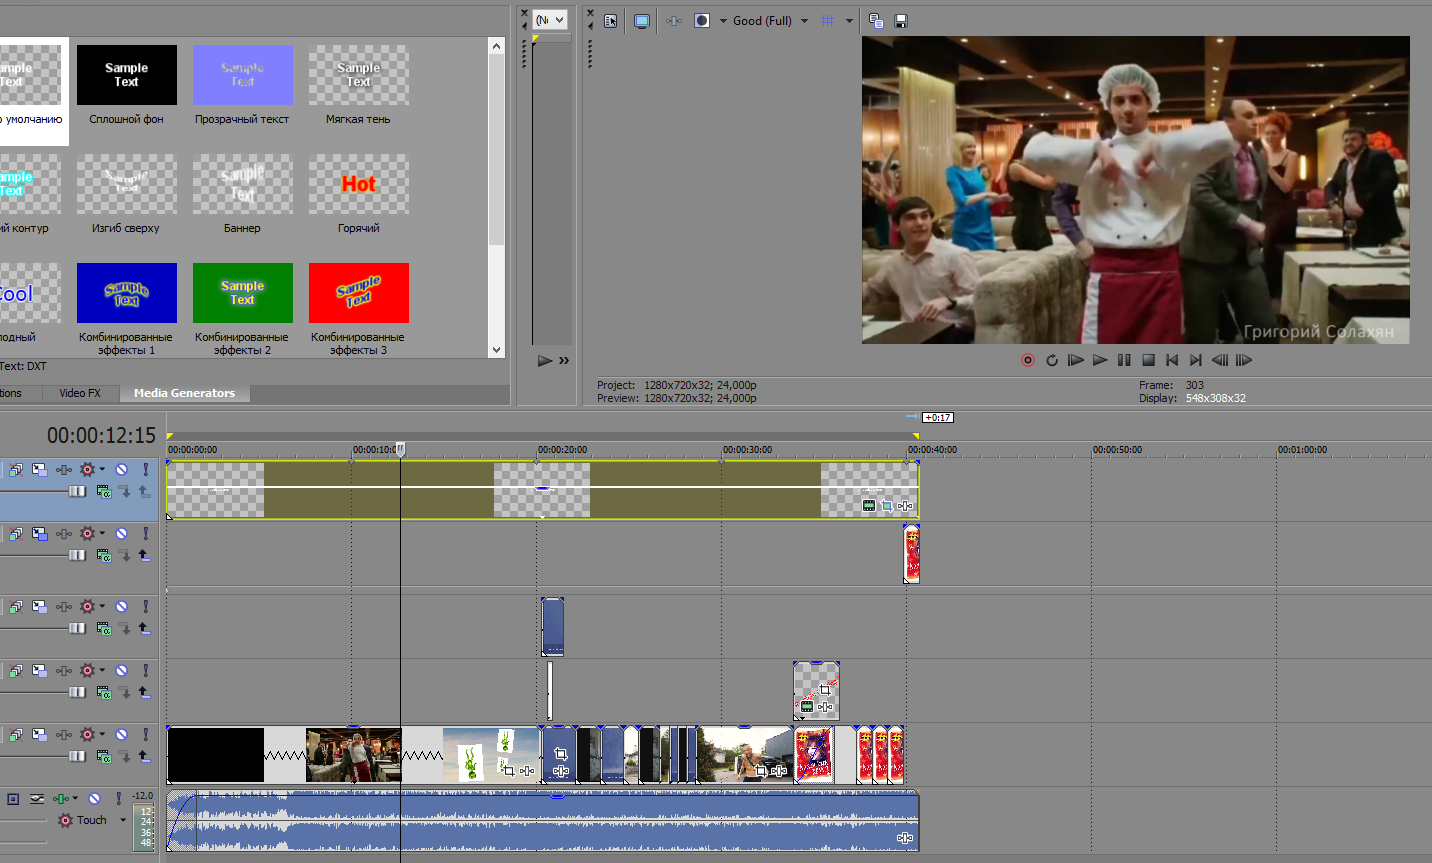 (N
Good (Full)
ample
Text
Sample
Text
Sample
Text
Sample
Text
о умолчанию
Сплошной фон
Прозрачный текст
Мягкая тень
ample
Text
Sample
Text
Sample
Text
Hot
ий контур
Изгиб сверху
Баннер
Горячий
Cool
Sample
Text
Sample
Text
Sample
Text
лодный
Комбинированные
эффекты 1
Комбинированные
эффекты 2
Комбинированные
эффекты 3
Text: DXT
tions
Video FX
Media Generators
Григорий Солахян
Project: 1280x720x32; 24,000p
Preview: 1280x720x32; 24,000p
Frame: 303
Display: 548x308x32
+0:17
00:00:12:15
00:00:00:00
00:00:10:0
00:00:20:00
00:00:30:00
00:00:40:00
00:00:50:00
00:01:00:00
-12,0
12
24
36
48
Touch